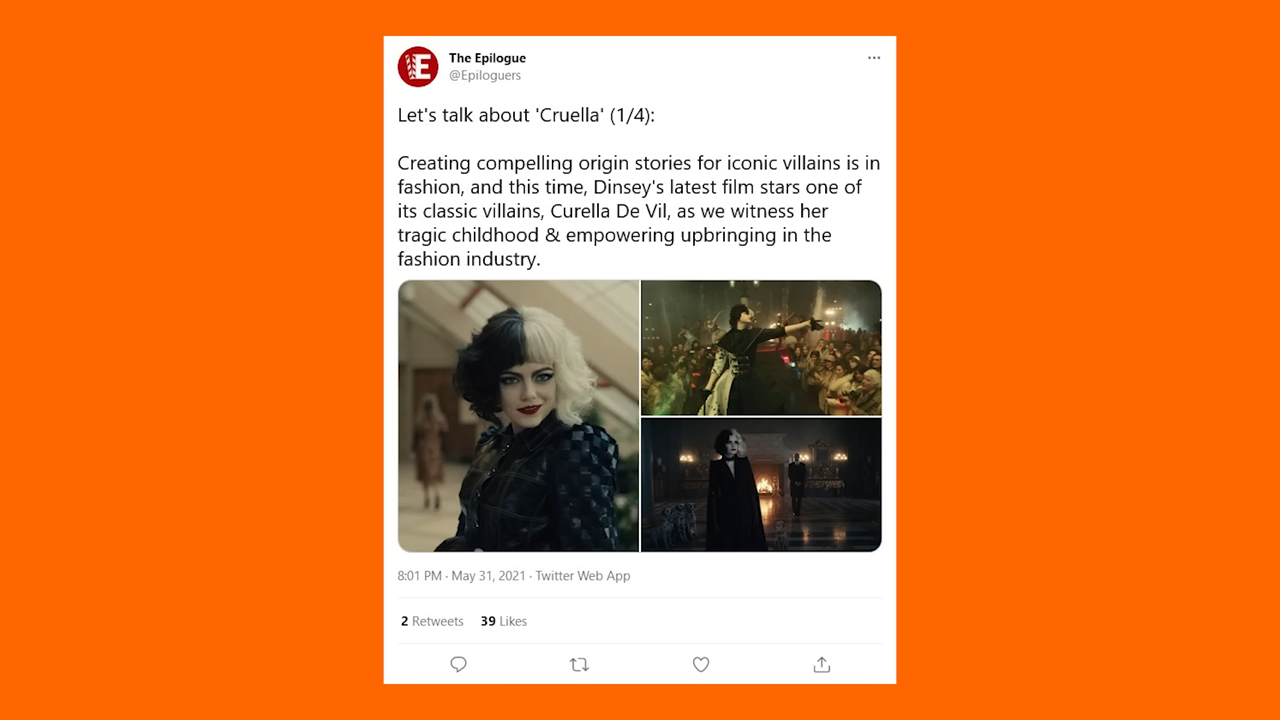 The Epilogue
@Epiloguers
Let's talk about 'Cruella' (1/4):
Creating compelling origin stories for iconic villains is in
fashion, and this time, Dinsey's latest film stars one of
its classic villains, Curella De Vil, as we witness her
tragic childhood & empowering upbringing in the
fashion industry.
8:01 PM · May 31, 2021 · Twitter Web App
2 Retweets 39 Likes